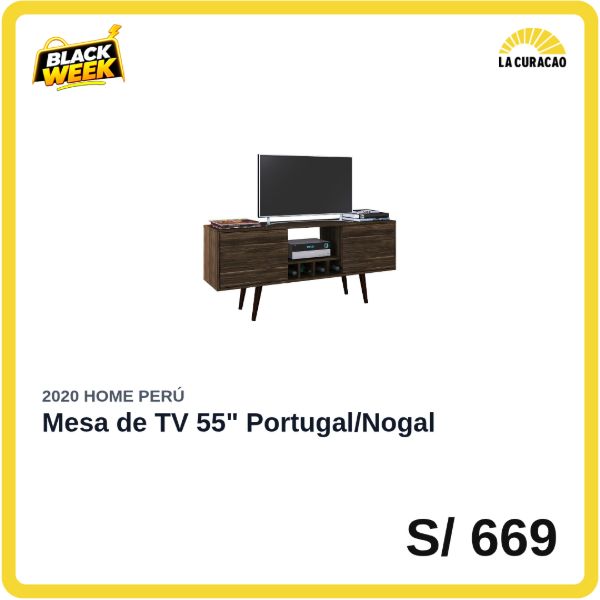 BLACK
WEEK
LA CURACAO
2020 HOME PERÚ
Mesa de TV 55" Portugal/Nogal
S/ 669